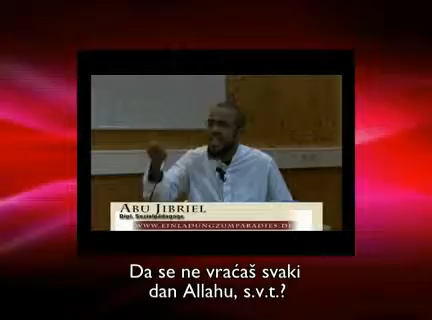 ABU JIBRIEL
Dipl. Sozialpädagoge
WWW.EINLADUNGZUMPARADIES.DE
Da se ne vraćaš svaki
dan Allahu, s.v.t.?